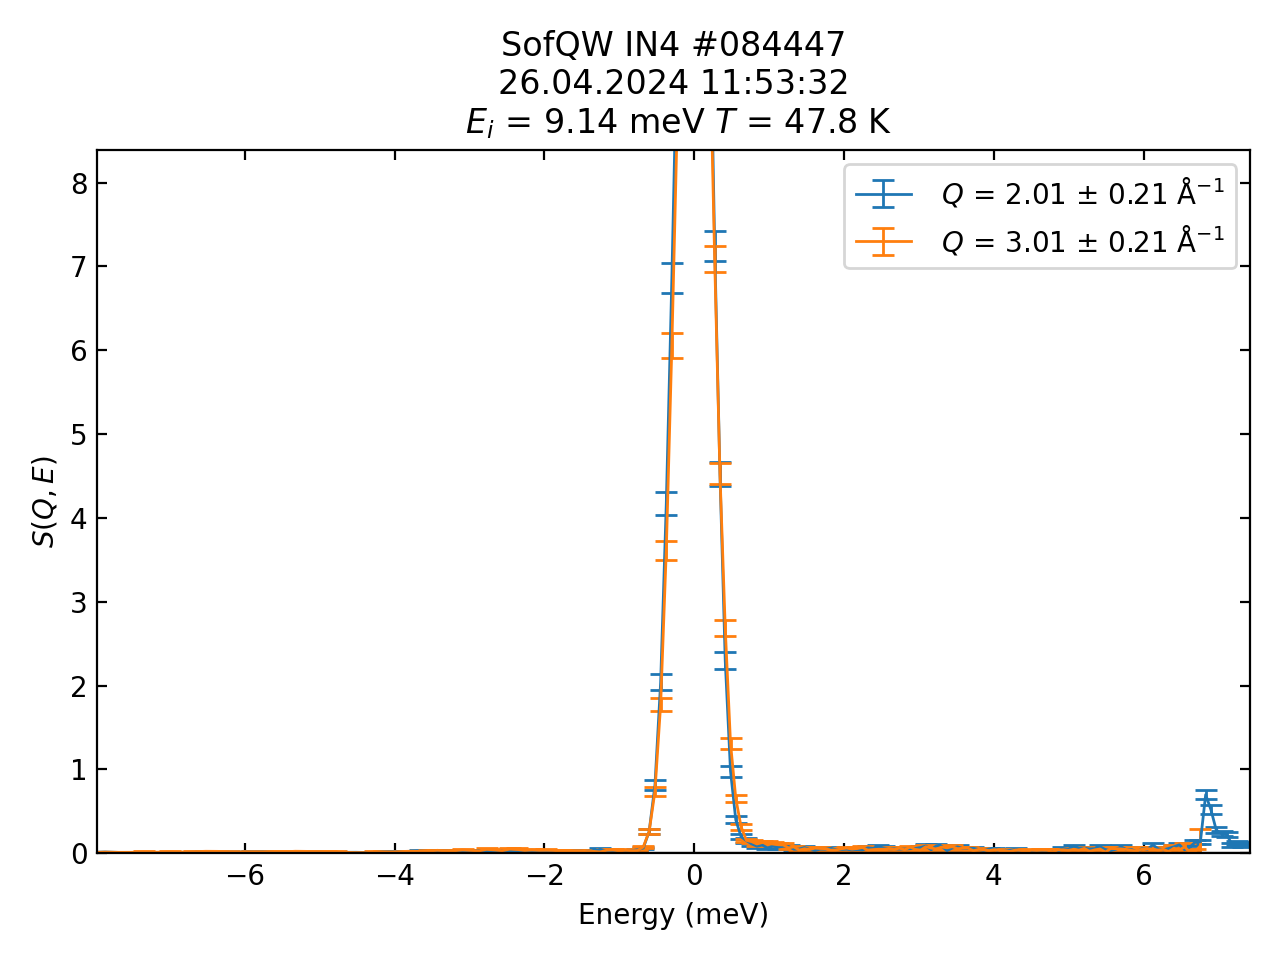 SofQW IN4 #084447
26.04.2024 11:53:32
E_i = 9.14 meV T = 47.8 K
Q = 2.01 ± 0.21 Å⁻¹
Q = 3.01 ± 0.21 Å⁻¹
S(Q, E)
8
7
6
5
4
3
2
1
0
−6
−4
−2
0
2
4
6
Energy (meV)